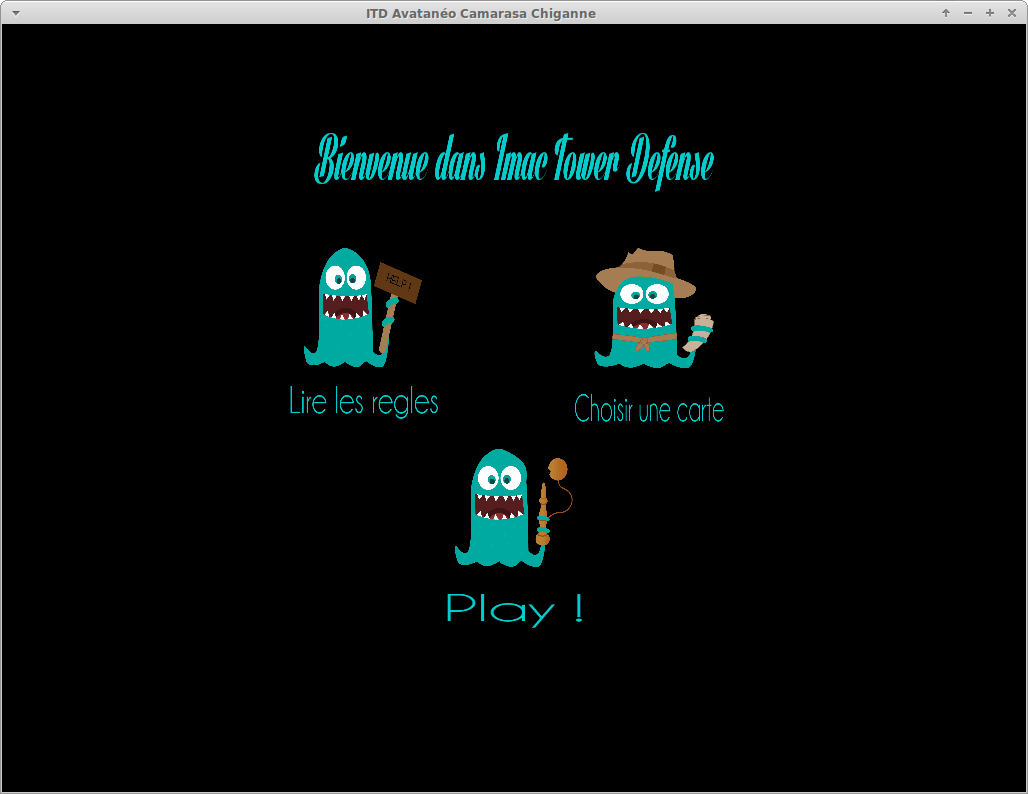 ITD Avatanéo Camarasa Chiganne
Bienvenue dans Imac Tower Defense
HELP !
Lire les regles
Choisir une carte
Play !